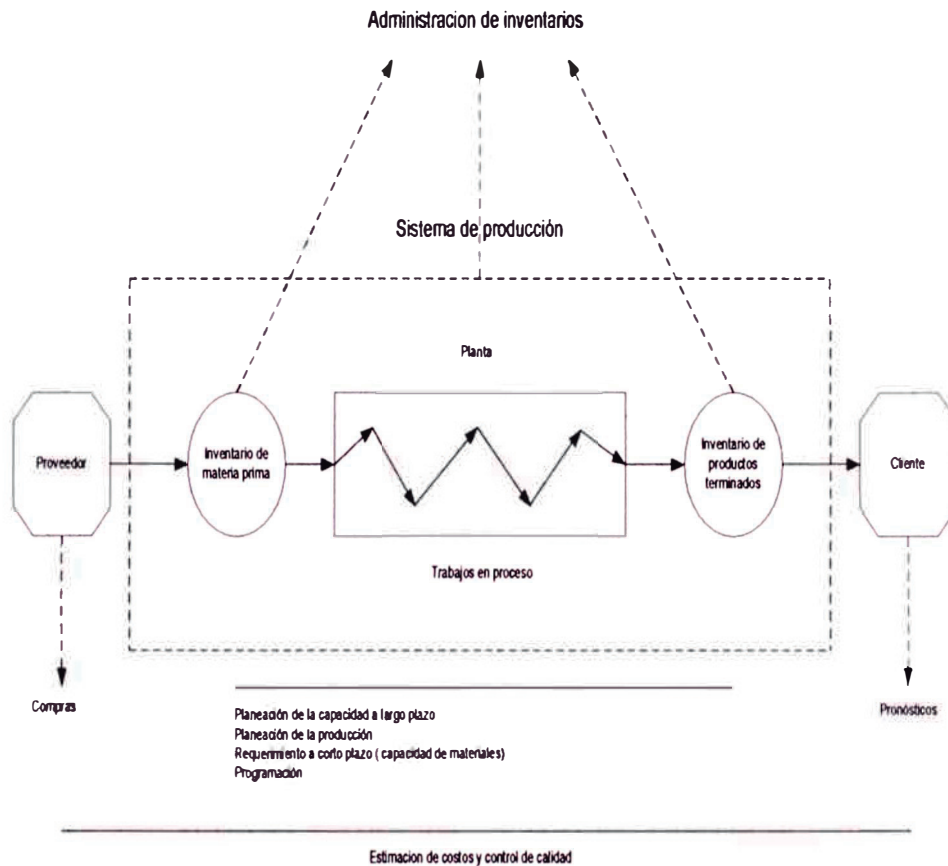 Administracion de inventarios
Sistema de producción
Planta
Proveedor
Inventario de
materia prima
Inventario de
productos
terminados
Cliente
Trabajos en proceso
Compras
Pronósticos
Planeación de la capacidad a largo plazo
Planeación de la producción
Requerimiento a corto plazo ( capacidad de materiales)
Programación
Estimacion de costos y control de calidad